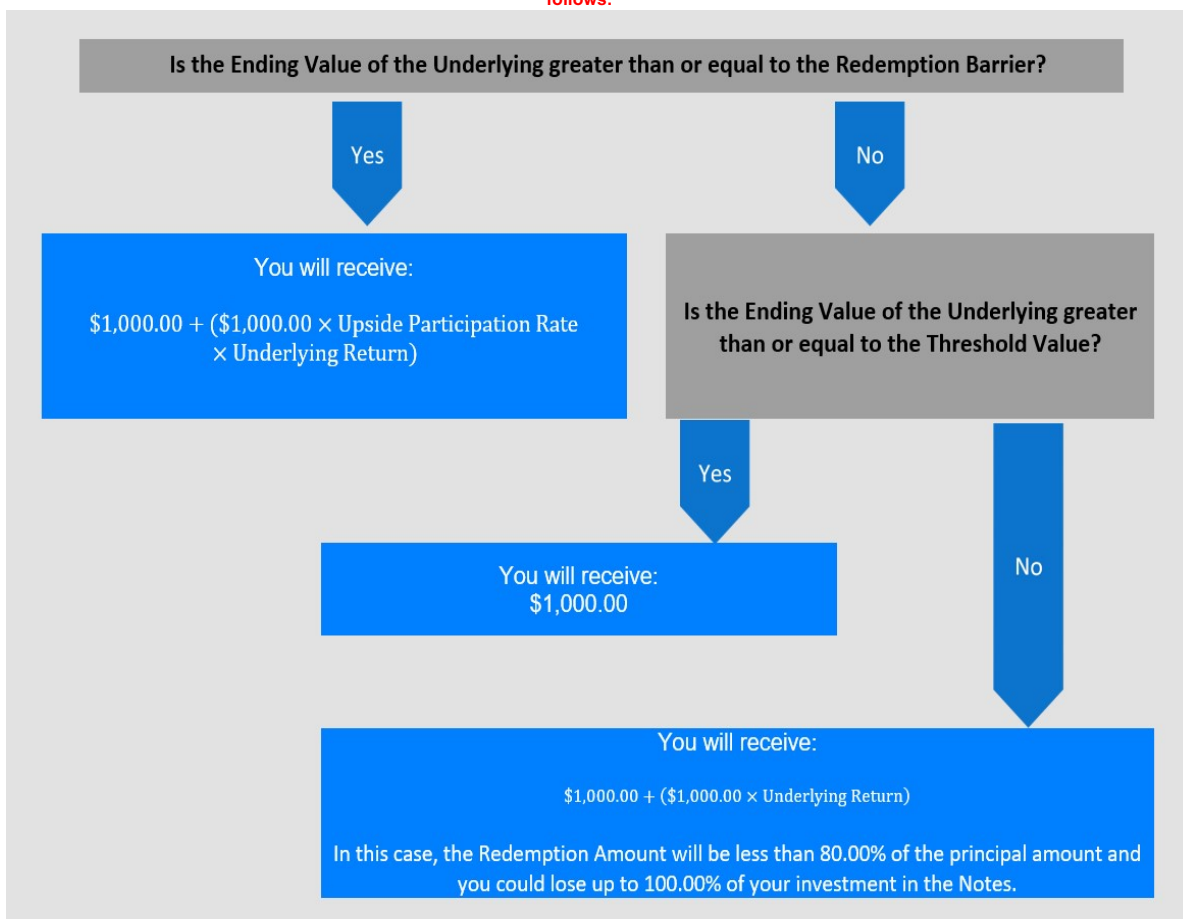 follows:
Is the Ending Value of the Underlying greater than or equal to the Redemption Barrier?
Yes
No
You will receive:
$1,000.00 + ($1,000.00 × Upside Participation Rate
× Underlying Return)
Is the Ending Value of the Underlying greater
than or equal to the Threshold Value?
Yes
No
You will receive:
$1,000.00
You will receive:
$1,000.00 + ($1,000.00 × Underlying Return)
In this case, the Redemption Amount will be less than 80.00% of the principal amount and
you could lose up to 100.00% of your investment in the Notes.